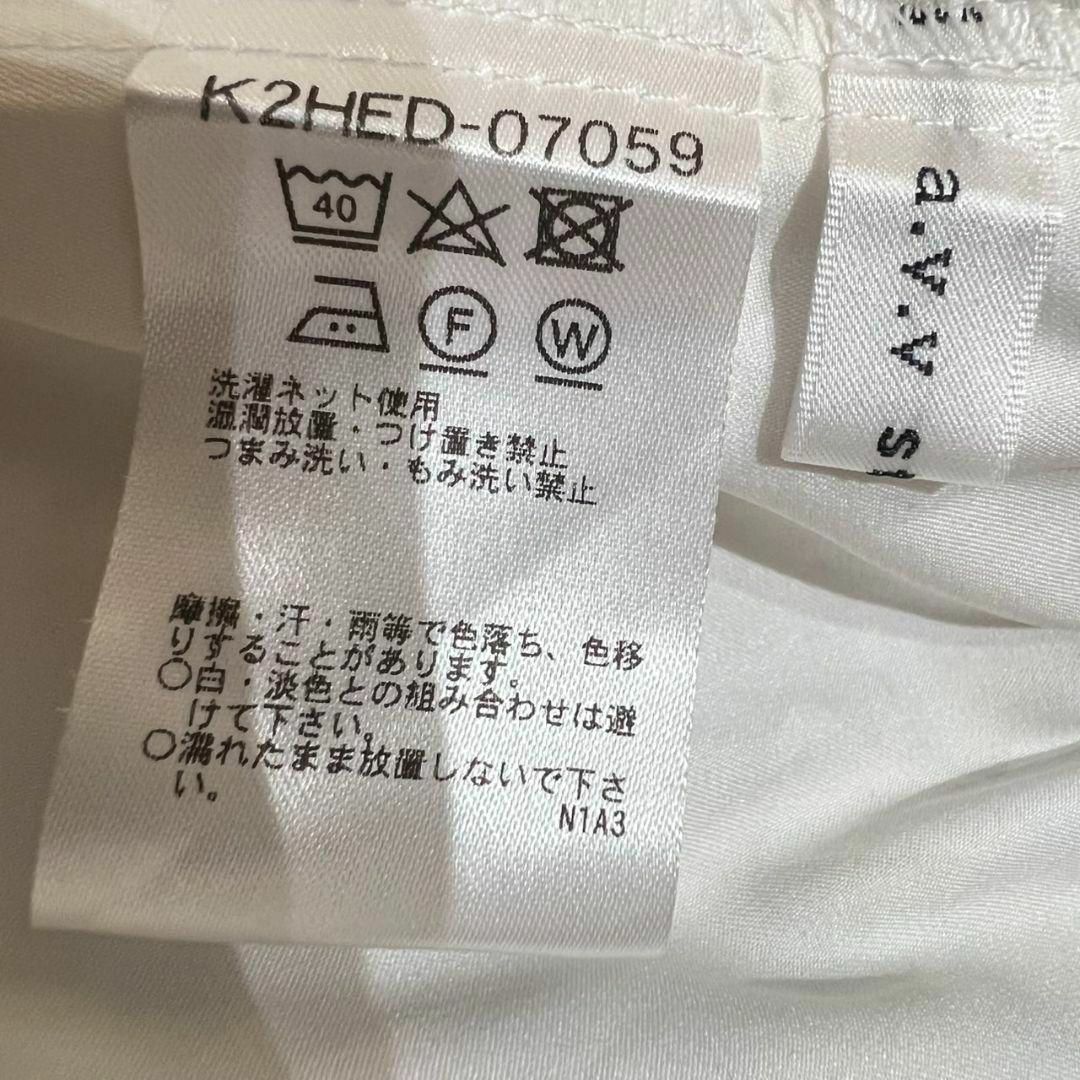 K2HED-07059
40
F W
洗濯ネット使用
湿潤放置・つけ置き禁止
つまみ洗い・もみ洗い禁止
摩擦・汗・雨等で色落ち、色移
りすることがあります。
○白・淡色との組み合わせは避
けて下さい。
○濡れたまま放置しないで下さ
い。
N1A3
a.v.v